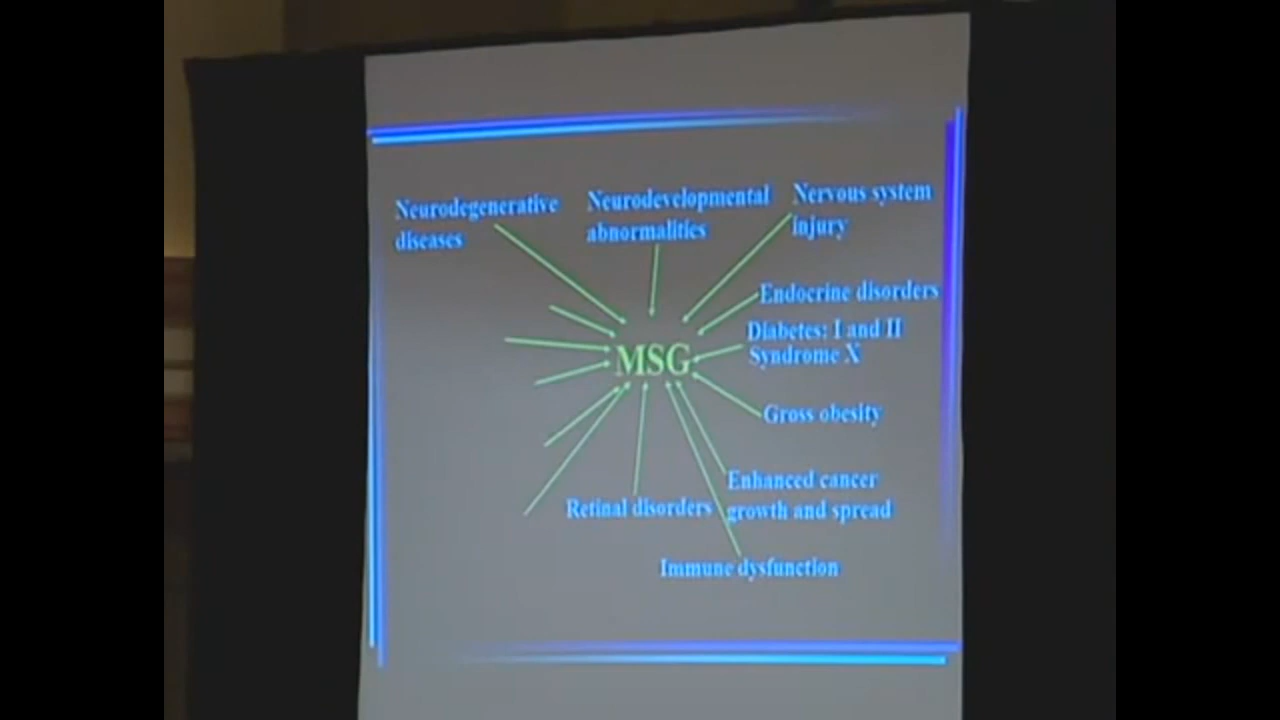 Neurodegenerative
diseases
Neurodevelopmental
abnormalities
Nervous system
injury
Endocrine disorders
Diabetes: I and II
Syndrome X
MSG
Gross obesity
Enhanced cancer
growth and spread
Retinal disorders
Immune dysfunction